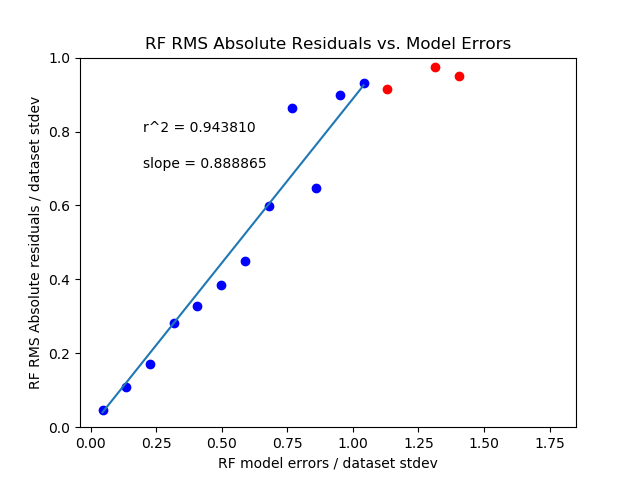 RF RMS Absolute Residuals vs. Model Errors
1.0
0.8
0.6
0.4
0.2
0.0
RF RMS Absolute residuals / dataset stdev
r^2 = 0.943810
slope = 0.888865
0.00 0.25 0.50 0.75 1.00 1.25 1.50 1.75
RF model errors / dataset stdev